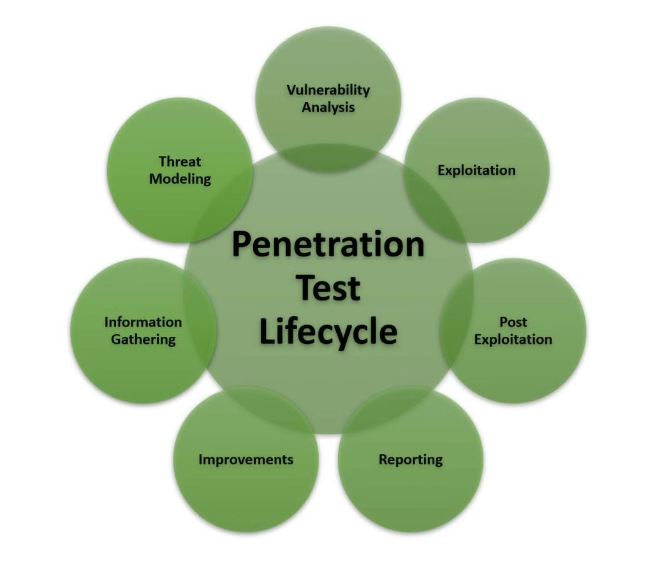 Vulnerability
Analysis
Threat
Modeling
Exploitation
Penetration
Test
Lifecycle
Information
Gathering
Post
Exploitation
Improvements
Reporting